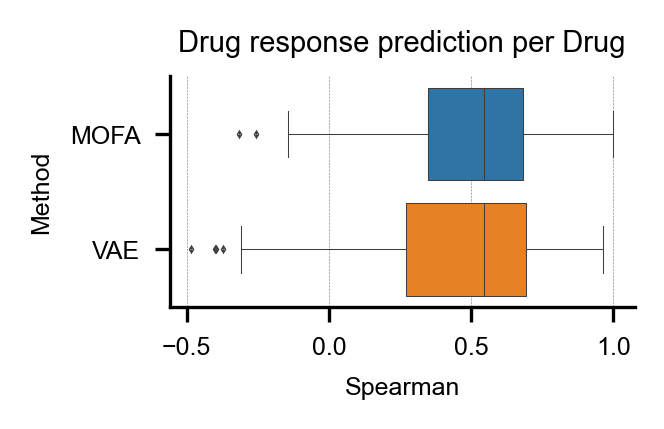 Drug response prediction per Drug
Method
MOFA
VAE
−0.5 0.0 0.5 1.0
Spearman